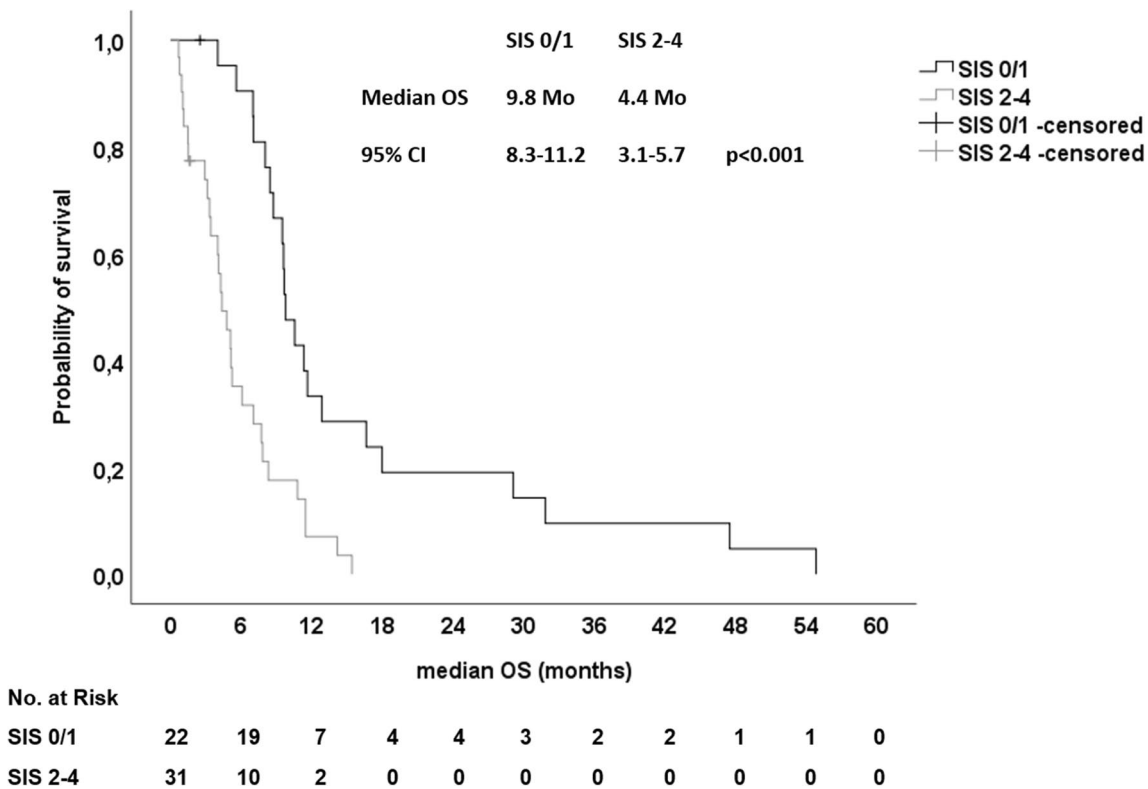 SIS 0/1 SIS 2-4
Median OS 9.8 Mo 4.4 Mo
95% CI 8.3-11.2 3.1-5.7 p<0.001
SIS 0/1
SIS 2-4
SIS 0/1 -censored
SIS 2-4 -censored
Probalbility of survival
1,0
0,8
0,6
0,4
0,2
0,0
0 6 12 18 24 30 36 42 48 54 60
median OS (months)
No. at Risk
SIS 0/1 22 19 7 4 4 3 2 2 1 1 0
SIS 2-4 31 10 2 0 0 0 0 0 0 0 0